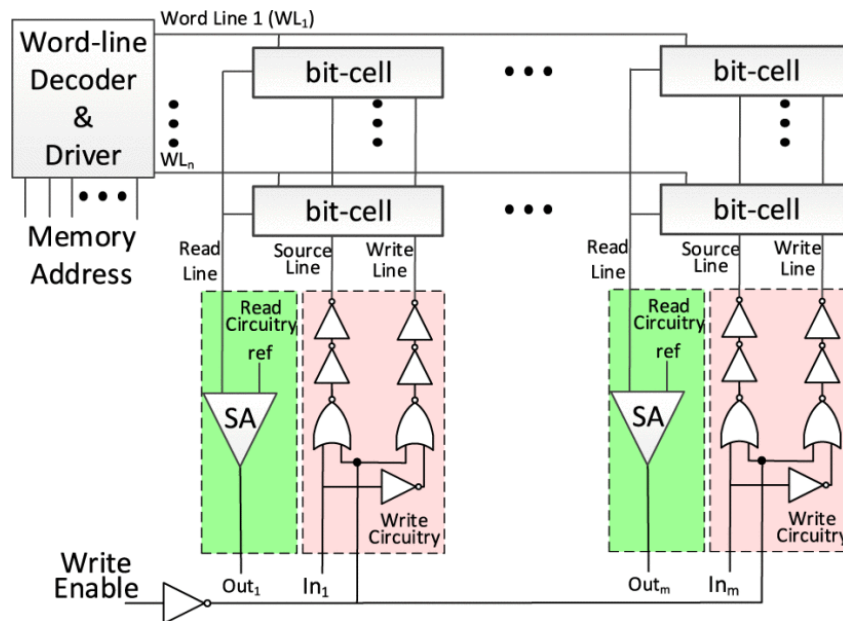 Word Line 1 (WL₁)
Word-line
Decoder
&
Driver
bit-cell
bit-cell
WLₙ
bit-cell
bit-cell
Memory
Address
Read
Line
Source
Line
Write
Line
Read
Line
Source
Line
Write
Line
Read
Circuitry
ref
SA
Write
Circuitry
Read
Circuitry
ref
SA
Write
Circuitry
Write
Enable
Out₁
In₁
Outₘ
Inₘ